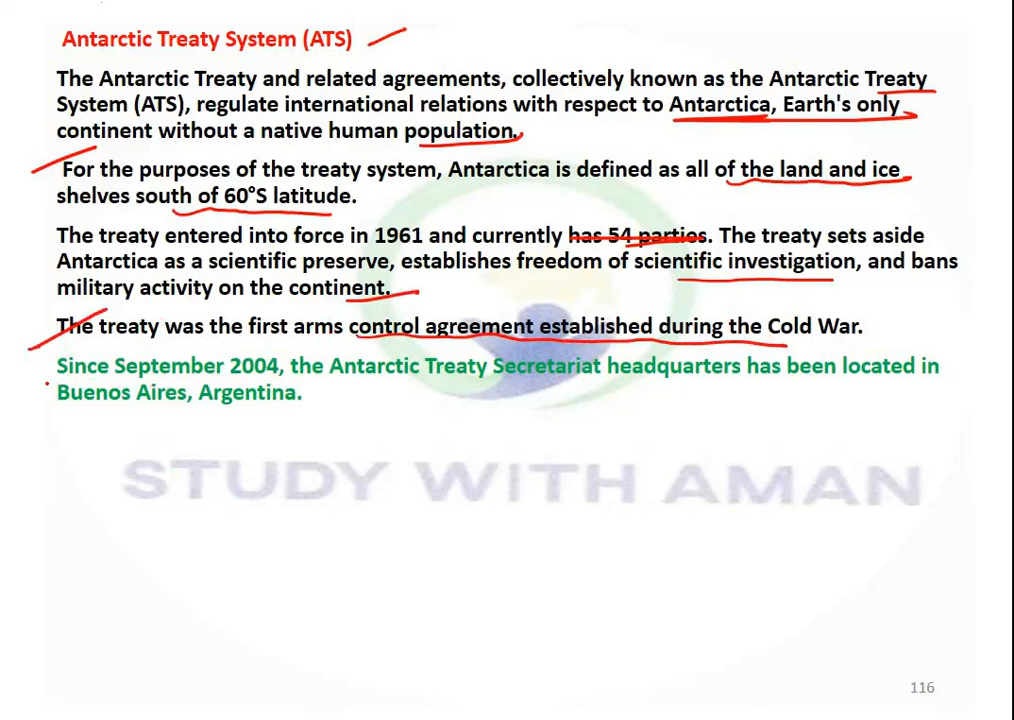 Antarctic Treaty System (ATS)
The Antarctic Treaty and related agreements, collectively known as the Antarctic Treaty
System (ATS), regulate international relations with respect to Antarctica, Earth's only
continent without a native human population.
For the purposes of the treaty system, Antarctica is defined as all of the land and ice
shelves south of 60°S latitude.
The treaty entered into force in 1961 and currently has 54 parties. The treaty sets aside
Antarctica as a scientific preserve, establishes freedom of scientific investigation, and bans
military activity on the continent.
The treaty was the first arms control agreement established during the Cold War.
Since September 2004, the Antarctic Treaty Secretariat headquarters has been located in
Buenos Aires, Argentina.
STUDY WITH AMAN
116